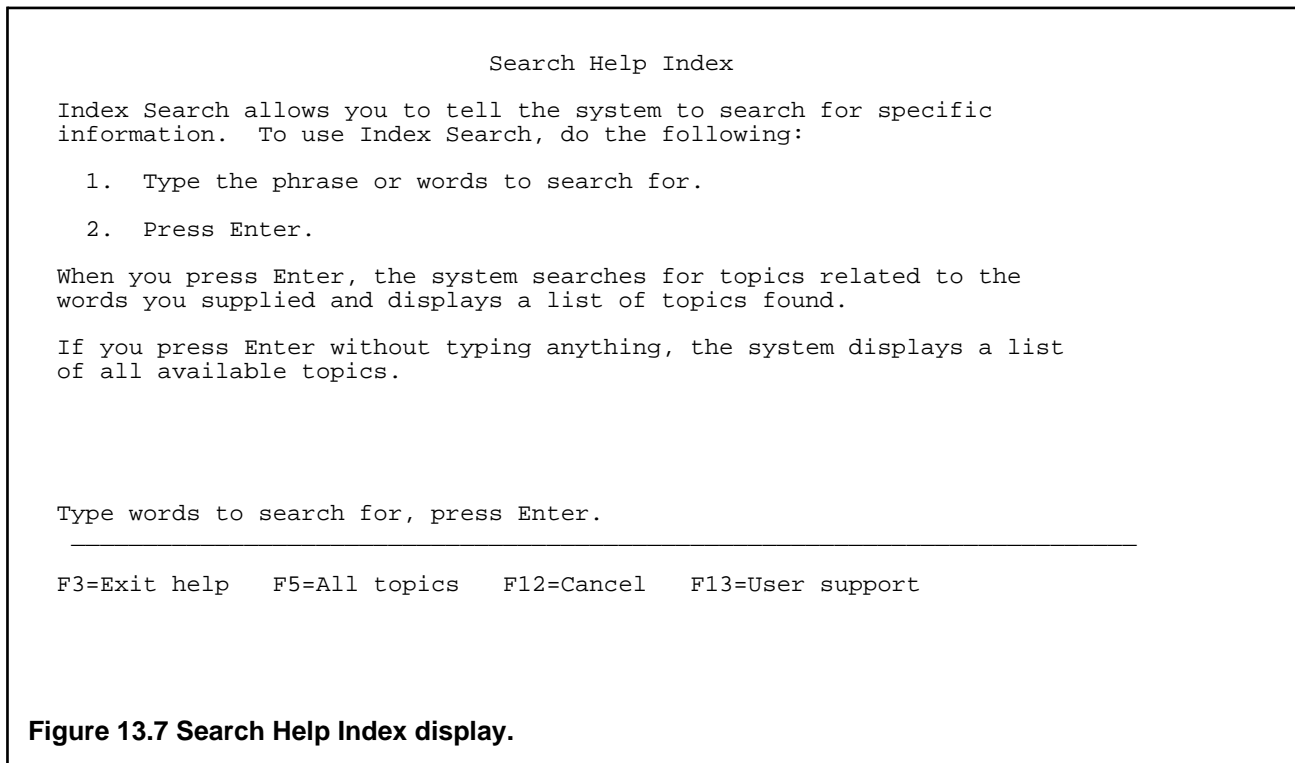 Search Help Index
Index Search allows you to tell the system to search for specific
information.  To use Index Search, do the following:
1.  Type the phrase or words to search for.
2.  Press Enter.
When you press Enter, the system searches for topics related to the
words you supplied and displays a list of topics found.
If you press Enter without typing anything, the system displays a list
of all available topics.
Type words to search for, press Enter.
F3=Exit help   F5=All topics   F12=Cancel   F13=User support
Figure 13.7 Search Help Index display.